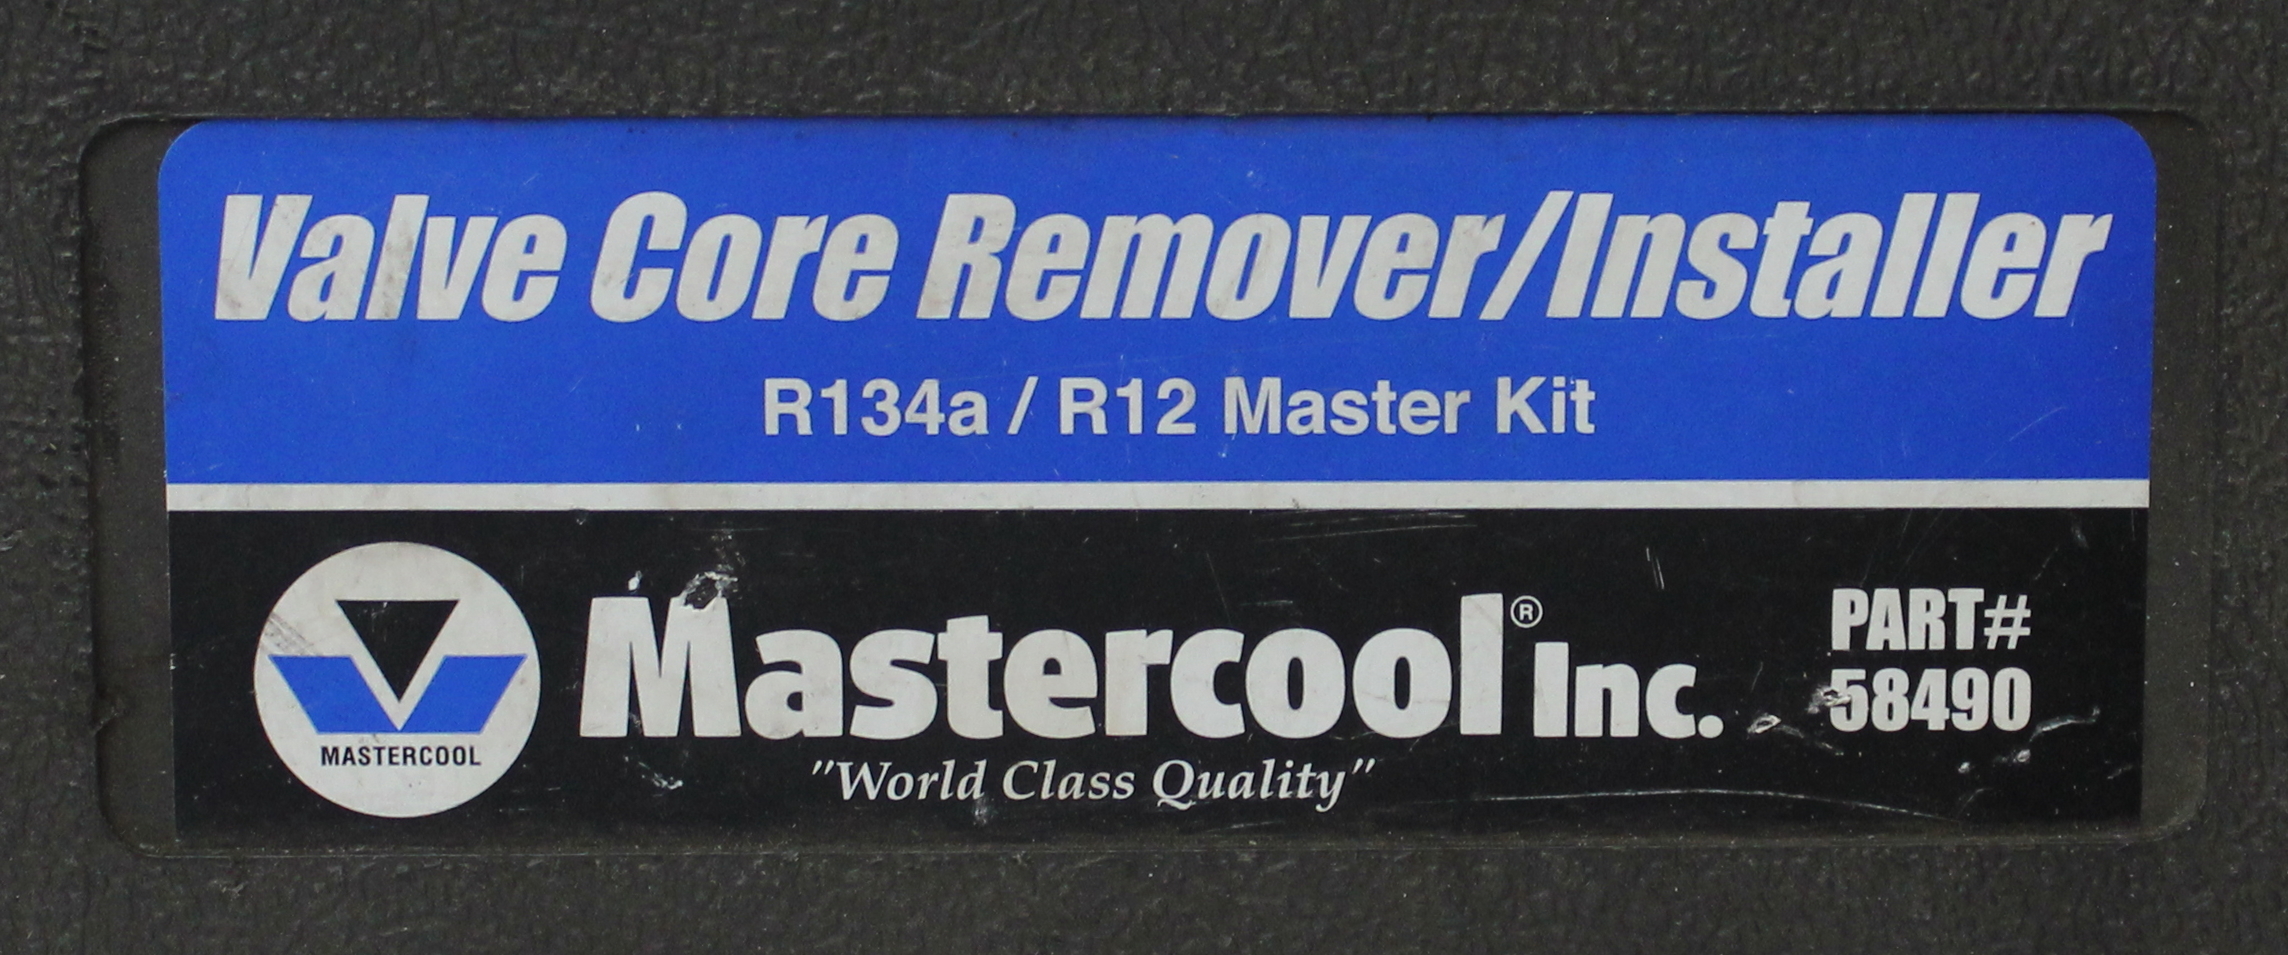 Valve Core Remover/Installer
R134a / R12 Master Kit
MASTERCOOL
Mastercool® Inc.
"World Class Quality"
PART#
58490